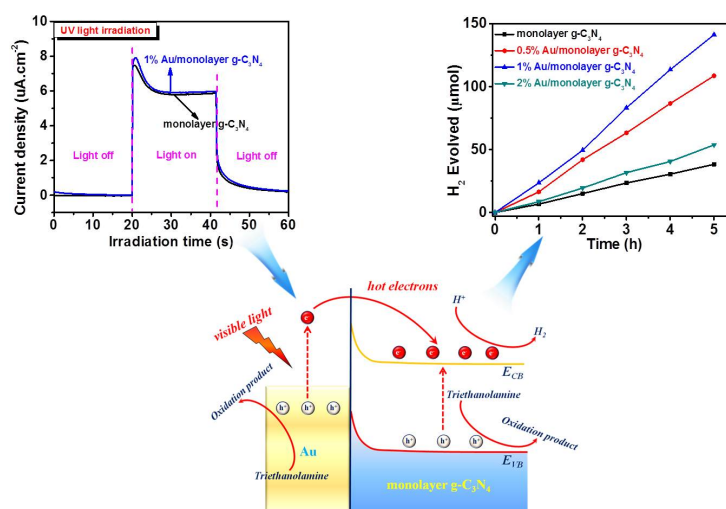 UV light irradiation
1% Au/monolayer g-C₃N₄
monolayer g-C₃N₄
Light off
Light on
Light off
Current density (uA.cm⁻²)
8
6
4
2
0
0 10 20 30 40 50 60
Irradiation time (s)
monolayer g-C₃N₄
0.5% Au/monolayer g-C₃N₄
1% Au/monolayer g-C₃N₄
2% Au/monolayer g-C₃N₄
H₂ Evolved (μmol)
150
100
50
0
0 1 2 3 4 5
Time (h)
hot electrons
visible light
e⁻
H⁺
H₂
e⁻ e⁻ e⁻ e⁻
E_CB
Oxidation product
h⁺ h⁺ h⁺
Au
Triethanolamine
Triethanolamine
h⁺ h⁺ h⁺
Oxidation product
E_VB
monolayer g-C₃N₄